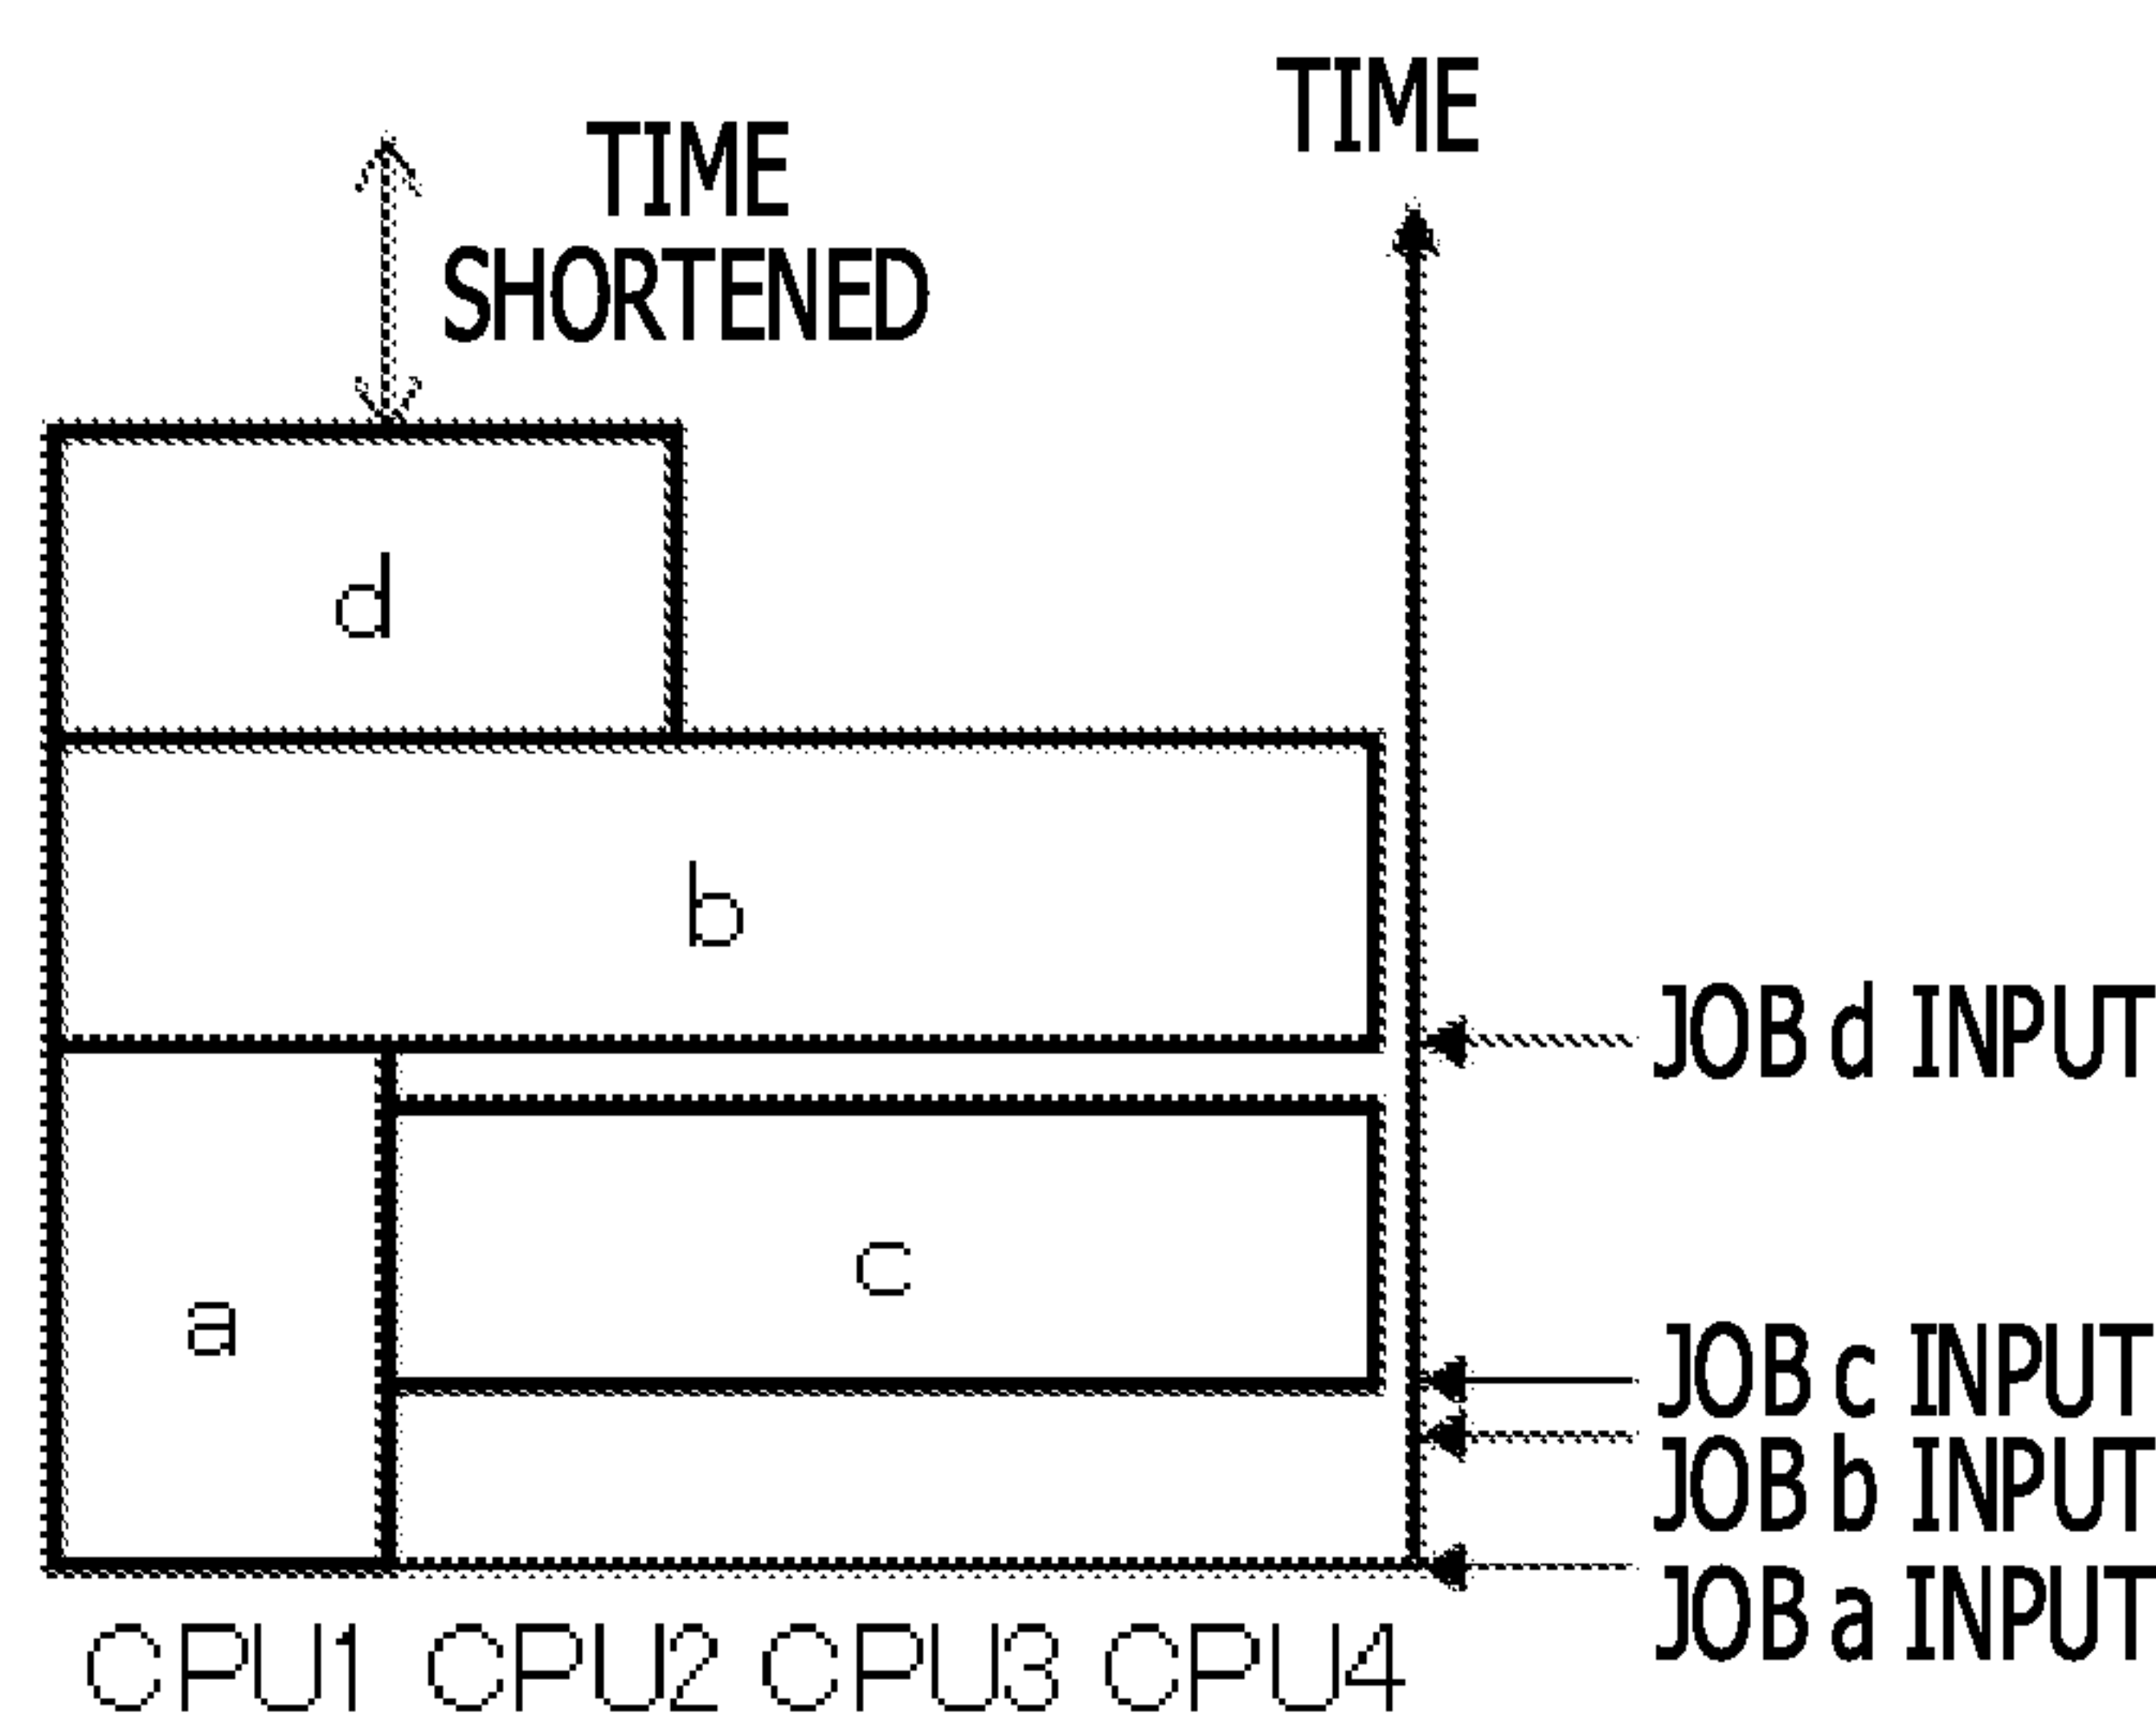 TIME
TIME
SHORTENED
d
b
JOB d INPUT
c
a
JOB c INPUT
JOB b INPUT
JOB a INPUT
CPU1 CPU2 CPU3 CPU4